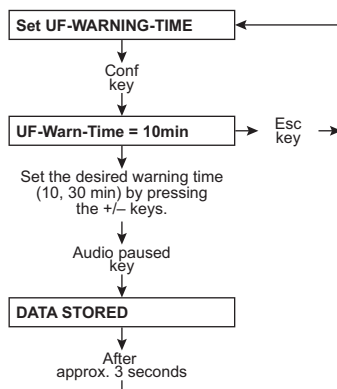 Set UF-WARNING-TIME
Conf
key
UF-Warn-Time = 10min
Esc
key
Set the desired warning time
(10, 30 min) by pressing
the +/– keys.
Audio paused
key
DATA STORED
After
approx. 3 seconds